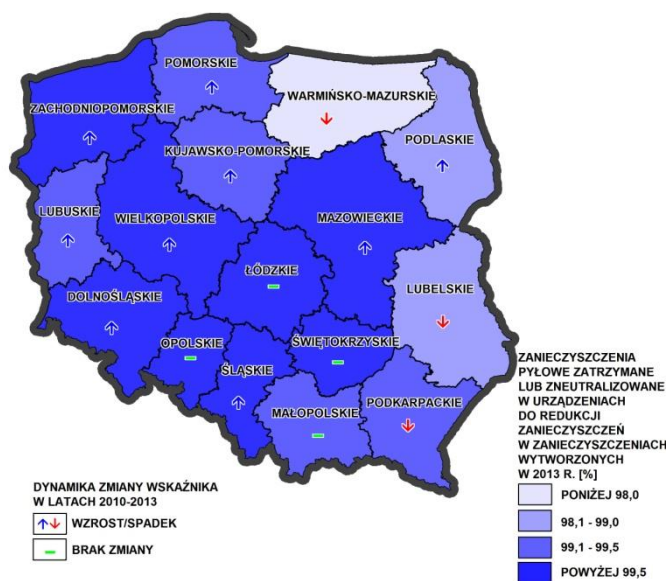 POMORSKIE
WARMIŃSKO-MAZURSKIE
ZACHODNIOPOMORSKIE
PODLASKIE
KUJAWSKO-POMORSKIE
LUBUSKIE
WIELKOPOLSKIE
MAZOWIECKIE
ŁÓDZKIE
LUBELSKIE
DOLNOŚLĄSKIE
OPOLSKIE
ŚWIĘTOKRZYSKIE
ŚLĄSKIE
MAŁOPOLSKIE
PODKARPACKIE
ZANIECZYSZCZENIA
PYŁOWE ZATRZYMANE
LUB ZNEUTRALIZOWANE
W URZĄDZENIACH
DO REDUKCJI
ZANIECZYSZCZEŃ
W ZANIECZYSZCZENIACH
WYTWORZONYCH
W 2013 R. [%]
PONIŻEJ 98,0
98,1 - 99,0
99,1 - 99,5
POWYŻEJ 99,5
DYNAMIKA ZMIANY WSKAŹNIKA
W LATACH 2010-2013
WZROST/SPADEK
BRAK ZMIANY